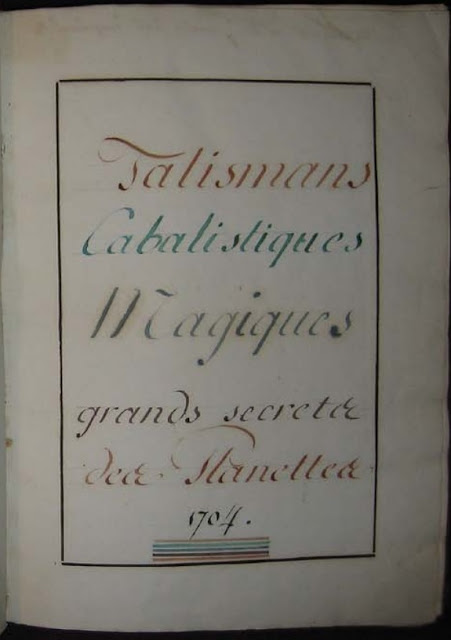 Talismans
Cabalistiques
Magiques
grands secrets
des Planettes
1704.